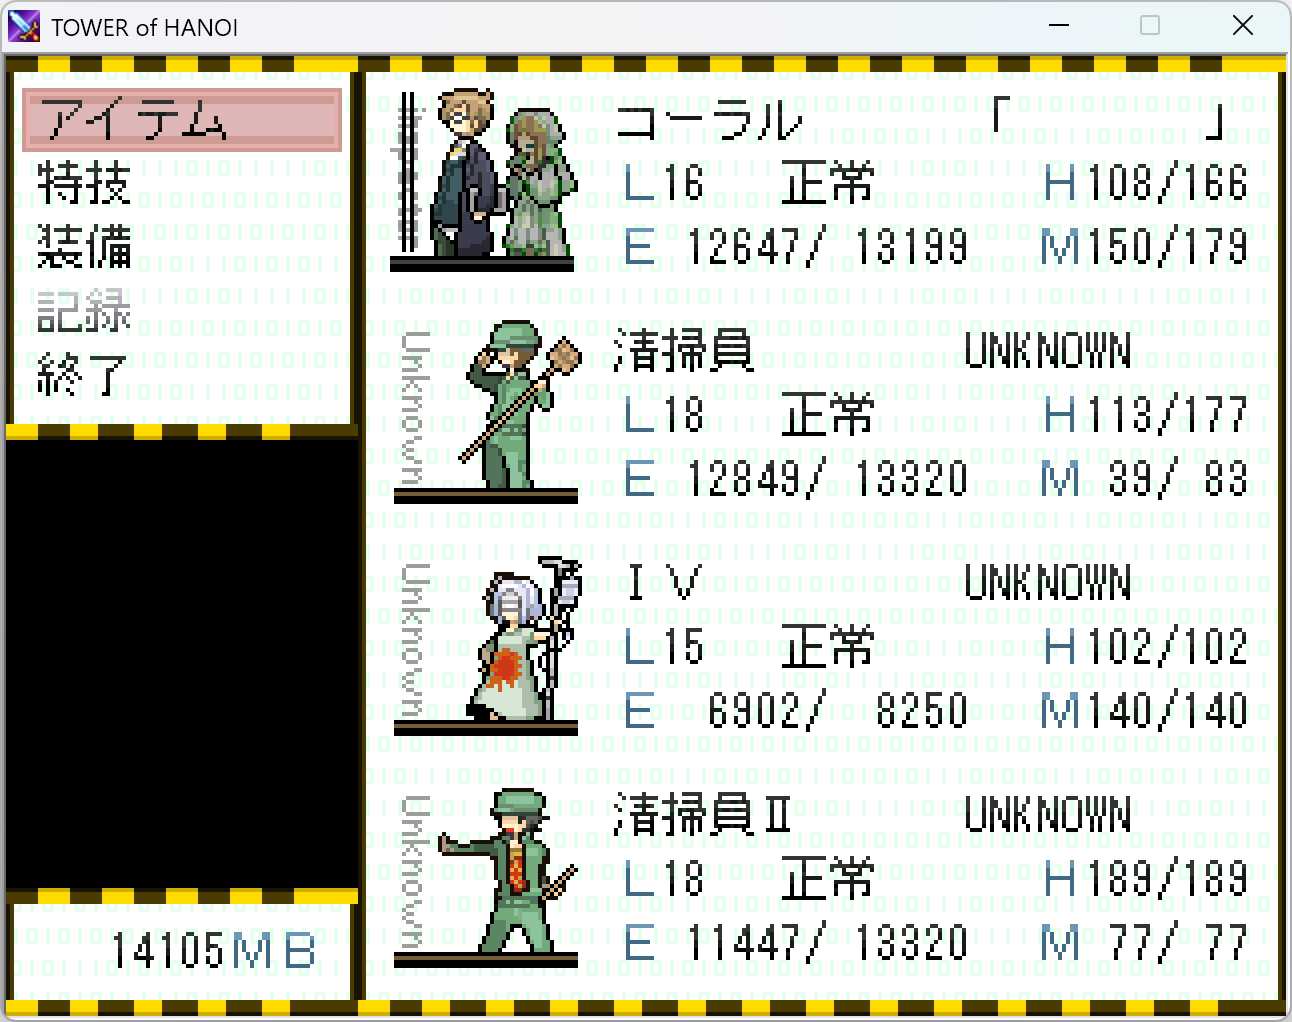 TOWER of HANOI
アイテム
特技
装備
記録
終了
14105MB
コーラル 「 」
L16 正常 H108/166
E 12647/ 13199 M150/179
Unknown
清掃員 UNKNOWN
L18 正常 H113/177
E 12849/ 13320 M 39/ 83
Unknown
IV UNKNOWN
L15 正常 H102/102
E 6902/ 8250 M140/140
Unknown
清掃員Ⅱ UNKNOWN
L18 正常 H189/189
E 11447/ 13320 M 77/ 77